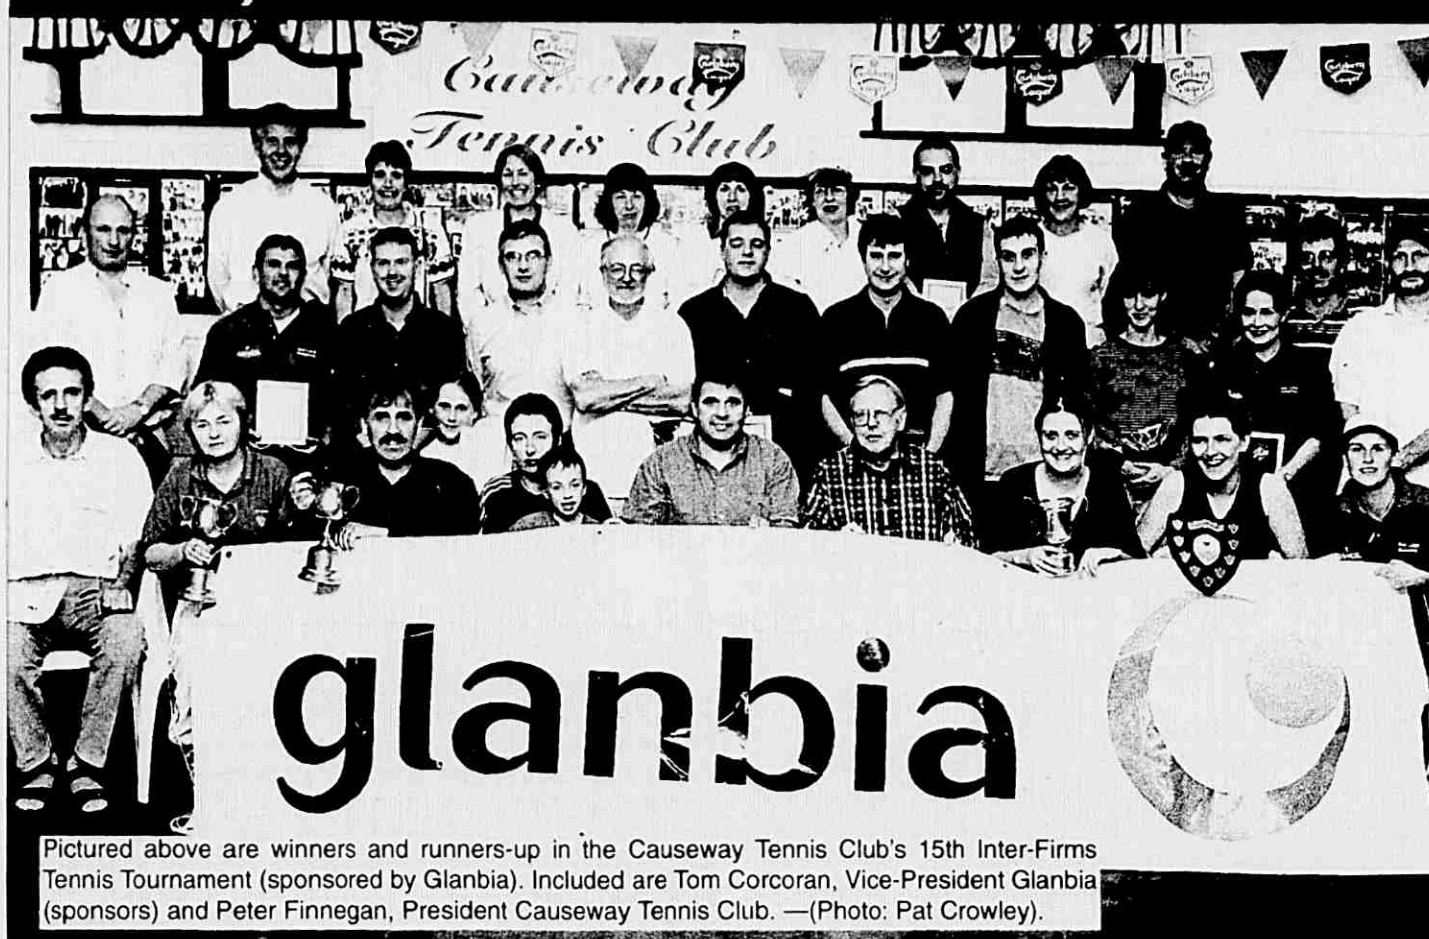 Causeway
Tennis Club
Carlsberg
Carlsberg
glanbia
Pictured above are winners and runners-up in the Causeway Tennis Club's 15th Inter-Firms
Tennis Tournament (sponsored by Glanbia). Included are Tom Corcoran, Vice-President Glanbia
(sponsors) and Peter Finnegan, President Causeway Tennis Club. —(Photo: Pat Crowley).